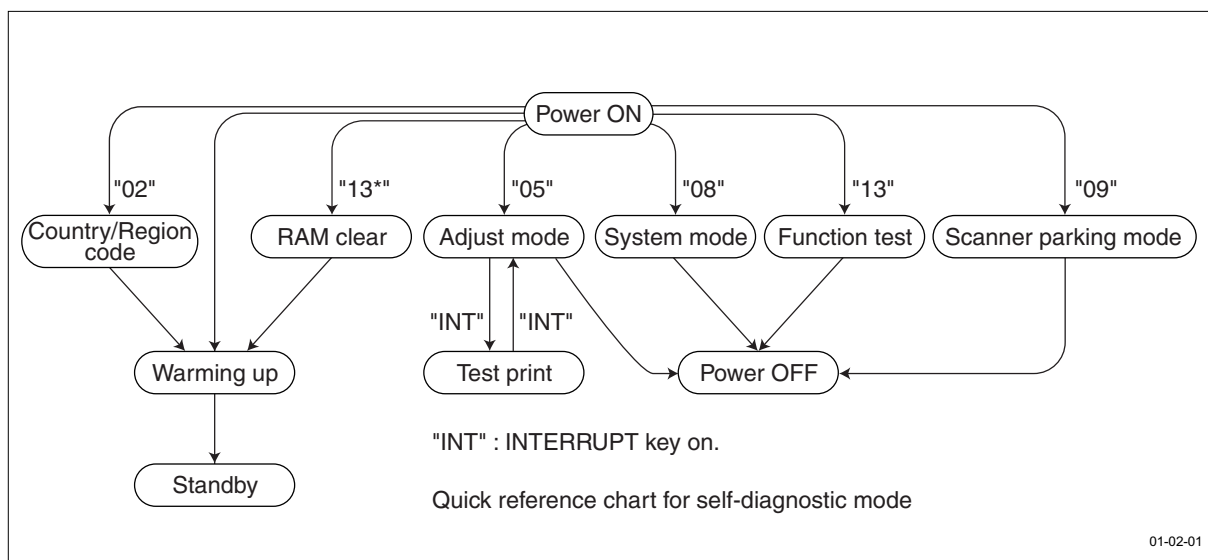 Power ON
"02"
"13*"
"05"
"08"
"13"
"09"
Country/Region
code
RAM clear
Adjust mode
System mode
Function test
Scanner parking mode
"INT"
"INT"
Warming up
Test print
Power OFF
"INT" : INTERRUPT key on.
Standby
Quick reference chart for self-diagnostic mode
01-02-01